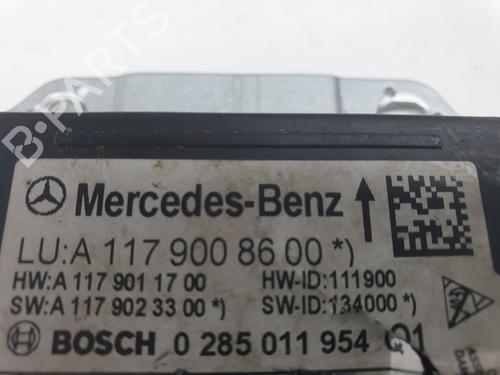 B-PARTS
Mercedes-Benz
LU:A 117 900 86 00 *)
HW:A 117 901 17 00 HW-ID:111900
SW:A 117 902 33 00 *) SW-ID:134000 *)
BOSCH 0 285 011 954 01